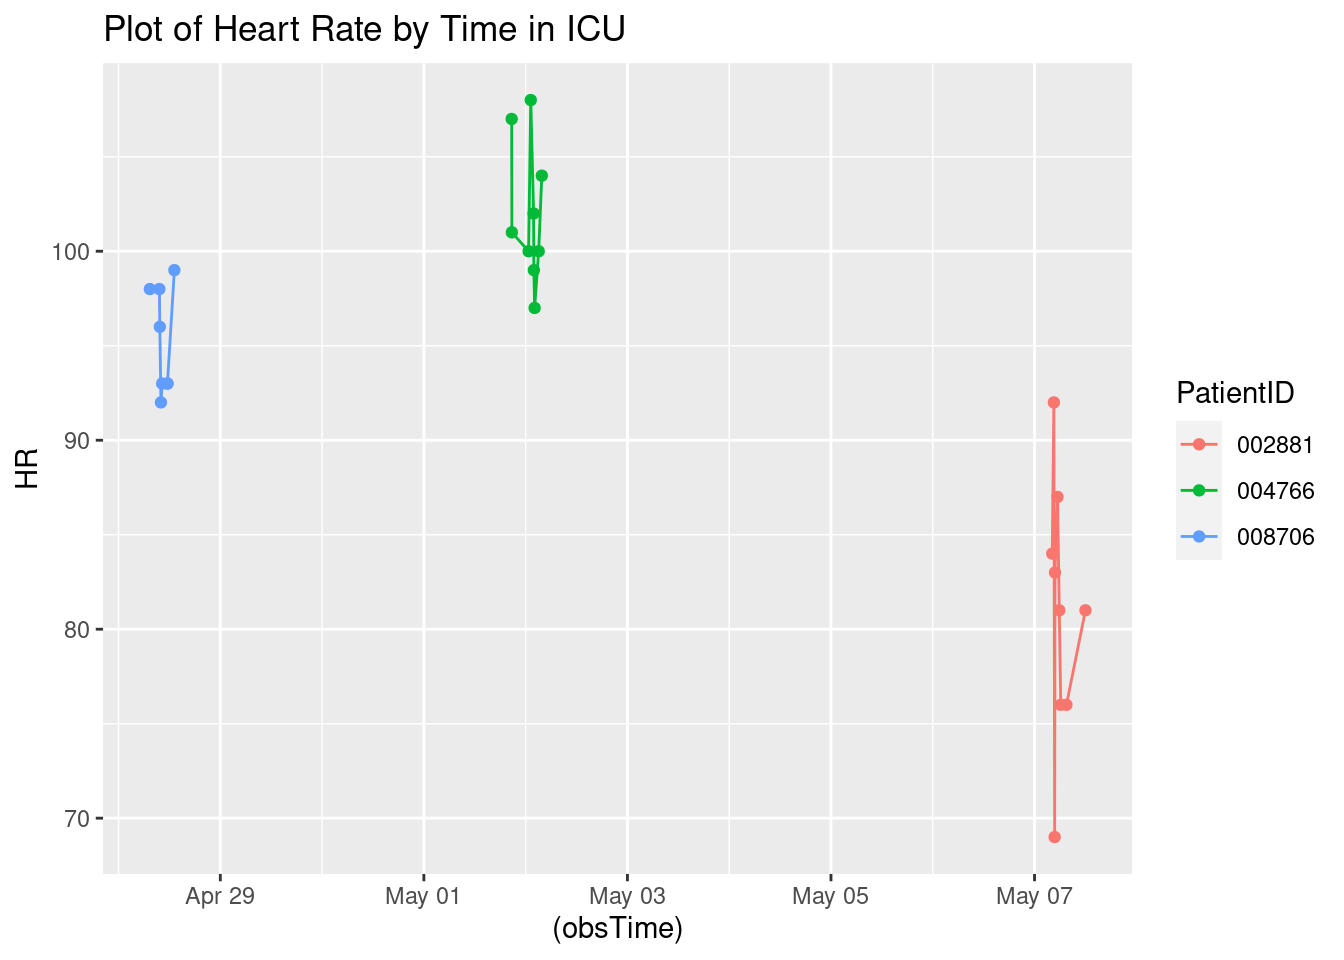 Plot of Heart Rate by Time in ICU
HR
100
90
80
70
Apr 29
May 01
May 03
May 05
May 07
(obsTime)
PatientID
002881
004766
008706